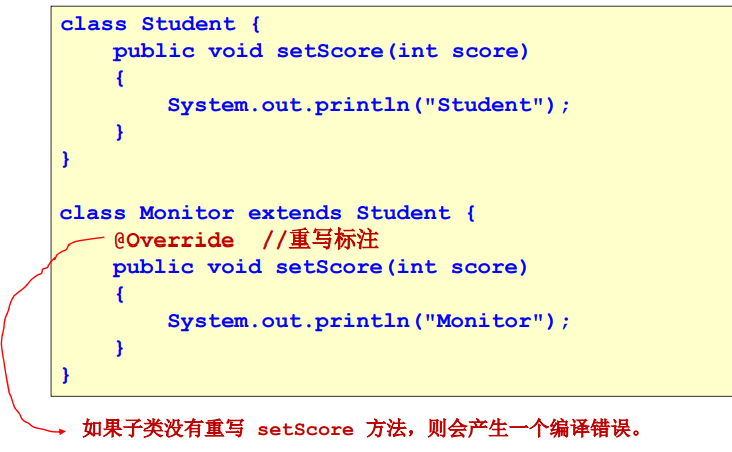 class Student {
public void setScore(int score)
{
System.out.println("Student");
}
}
class Monitor extends Student {
@Override //重写标注
public void setScore(int score)
{
System.out.println("Monitor");
}
}
如果子类没有重写 setScore 方法，则会产生一个编译错误。